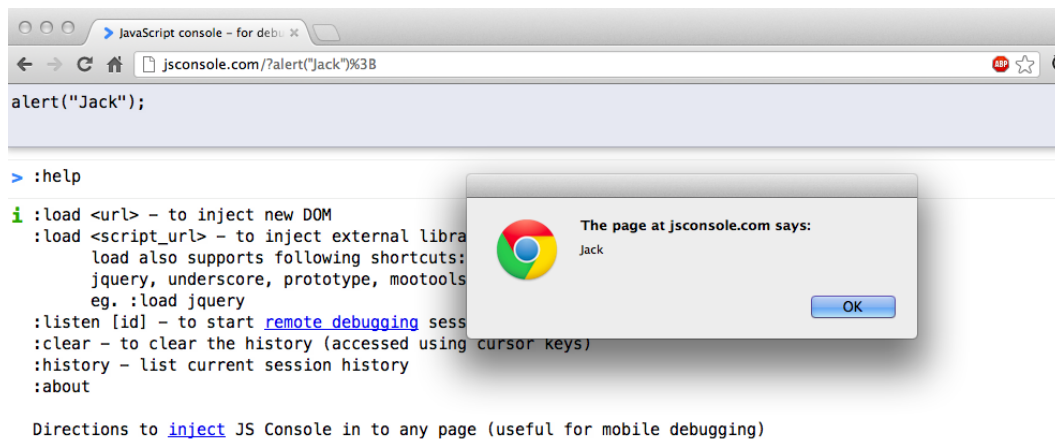 JavaScript console – for debu
jsconsole.com/?alert("Jack")%3B
ABP
alert("Jack");
> :help
i :load <url> – to inject new DOM
:load <script_url> – to inject external libra
load also supports following shortcuts:
jquery, underscore, prototype, mootools
eg. :load jquery
:listen [id] – to start remote debugging sess
:clear – to clear the history (accessed using cursor keys)
:history – list current session history
:about
Directions to inject JS Console in to any page (useful for mobile debugging)
The page at jsconsole.com says:
Jack
OK